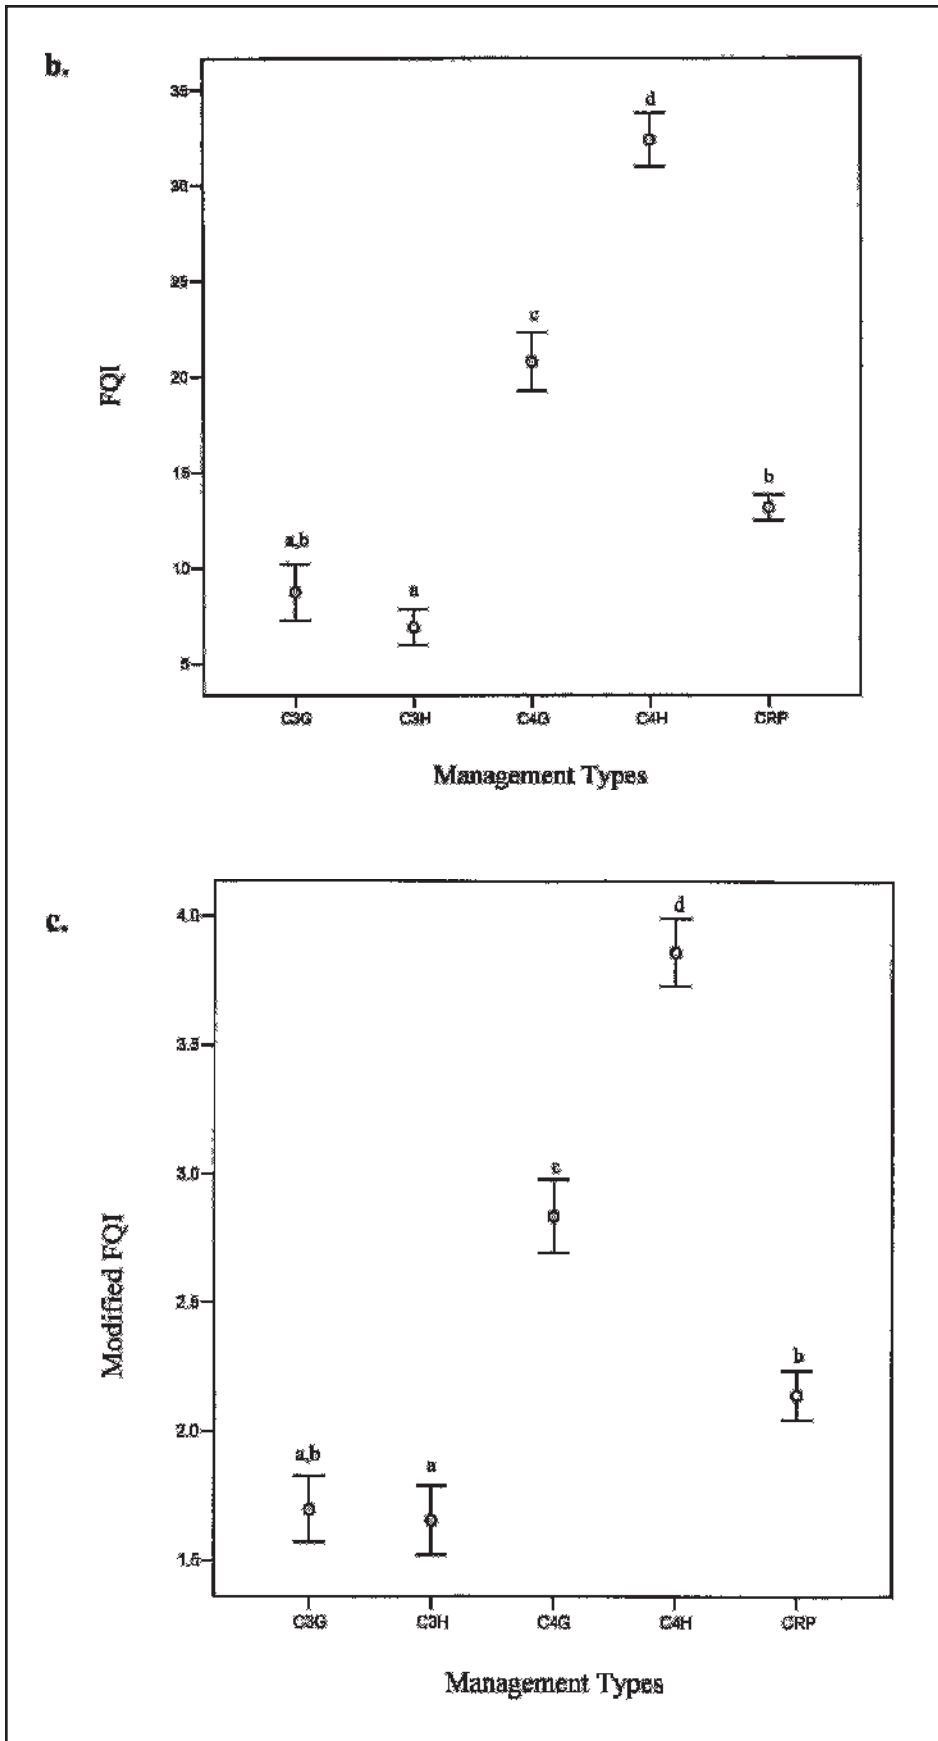 b.
d
35
30
c
25
FQI
20
b
15
a,b
a
10
5
C3G C3H C4G C4H CRP
Management Types
c.
d
4.0
3.5
c
3.0
Modified FQI
2.5
b
2.0
a,b
a
1.5
C3G C3H C4G C4H CRP
Management Types